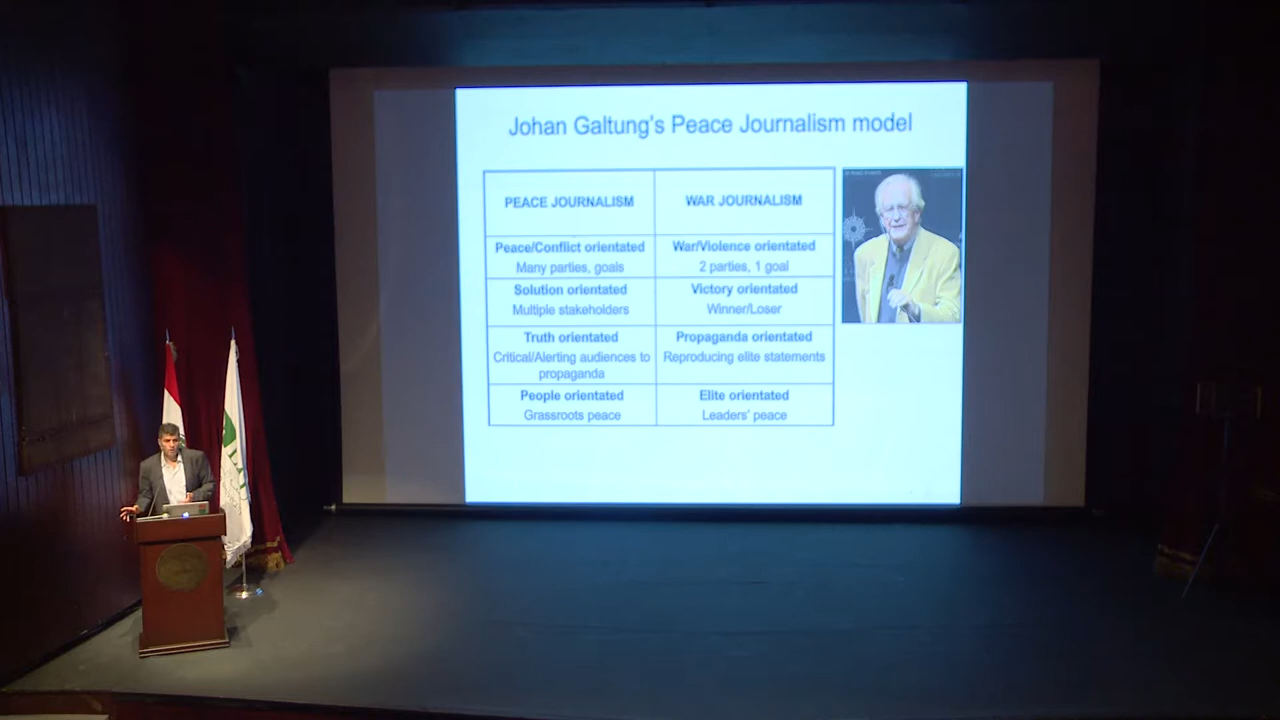 Johan Galtung's Peace Journalism model
PEACE JOURNALISM
WAR JOURNALISM
Peace/Conflict orientated
Many parties, goals
War/Violence orientated
2 parties, 1 goal
Solution orientated
Multiple stakeholders
Victory orientated
Winner/Loser
Truth orientated
Critical/Alerting audiences to
propaganda
Propaganda orientated
Reproducing elite statements
People orientated
Grassroots peace
Elite orientated
Leaders' peace